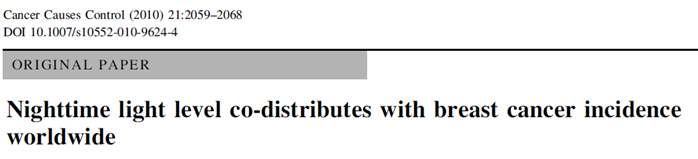 Cancer Causes Control (2010) 21:2059–2068
DOI 10.1007/s10552-010-9624-4
ORIGINAL PAPER
Nighttime light level co-distributes with breast cancer incidence
worldwide